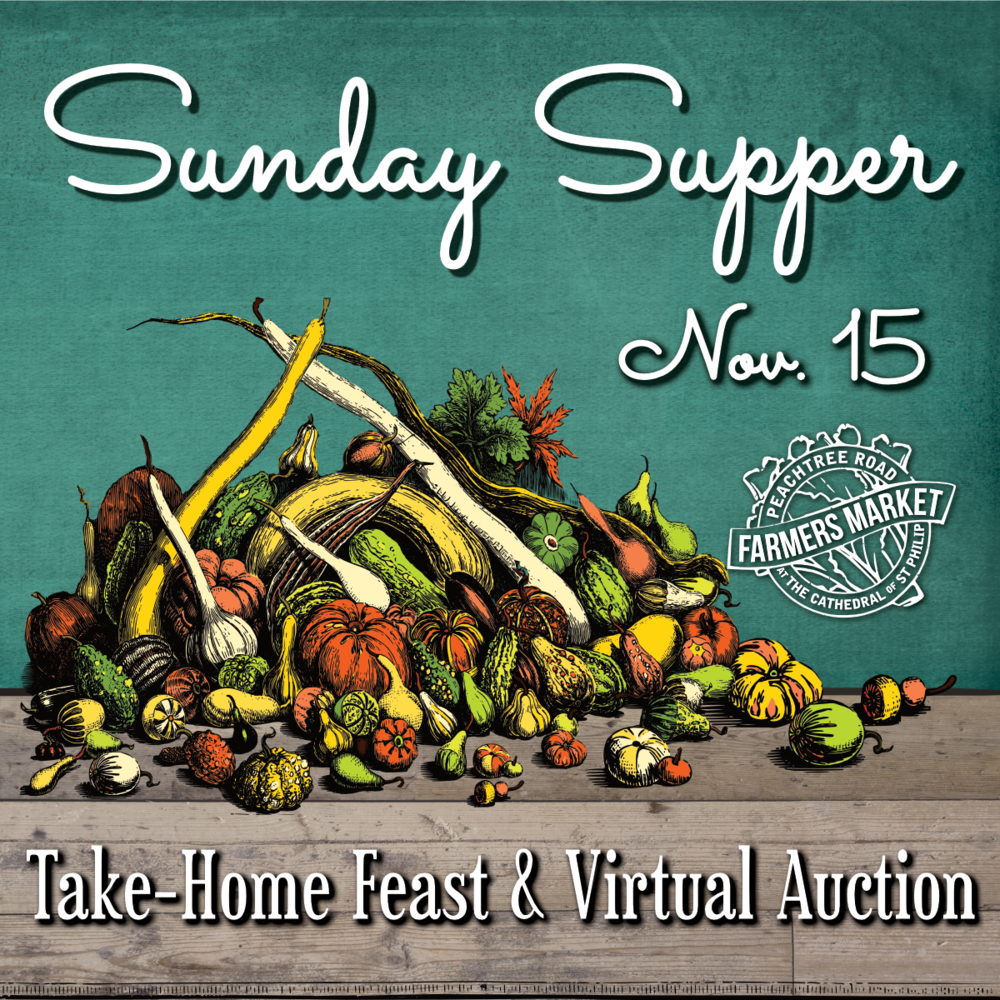 Sunday Supper
Nov. 15
PEACHTREE ROAD
FARMERS MARKET
AT THE CATHEDRAL OF ST PHILIP
Take-Home Feast & Virtual Auction